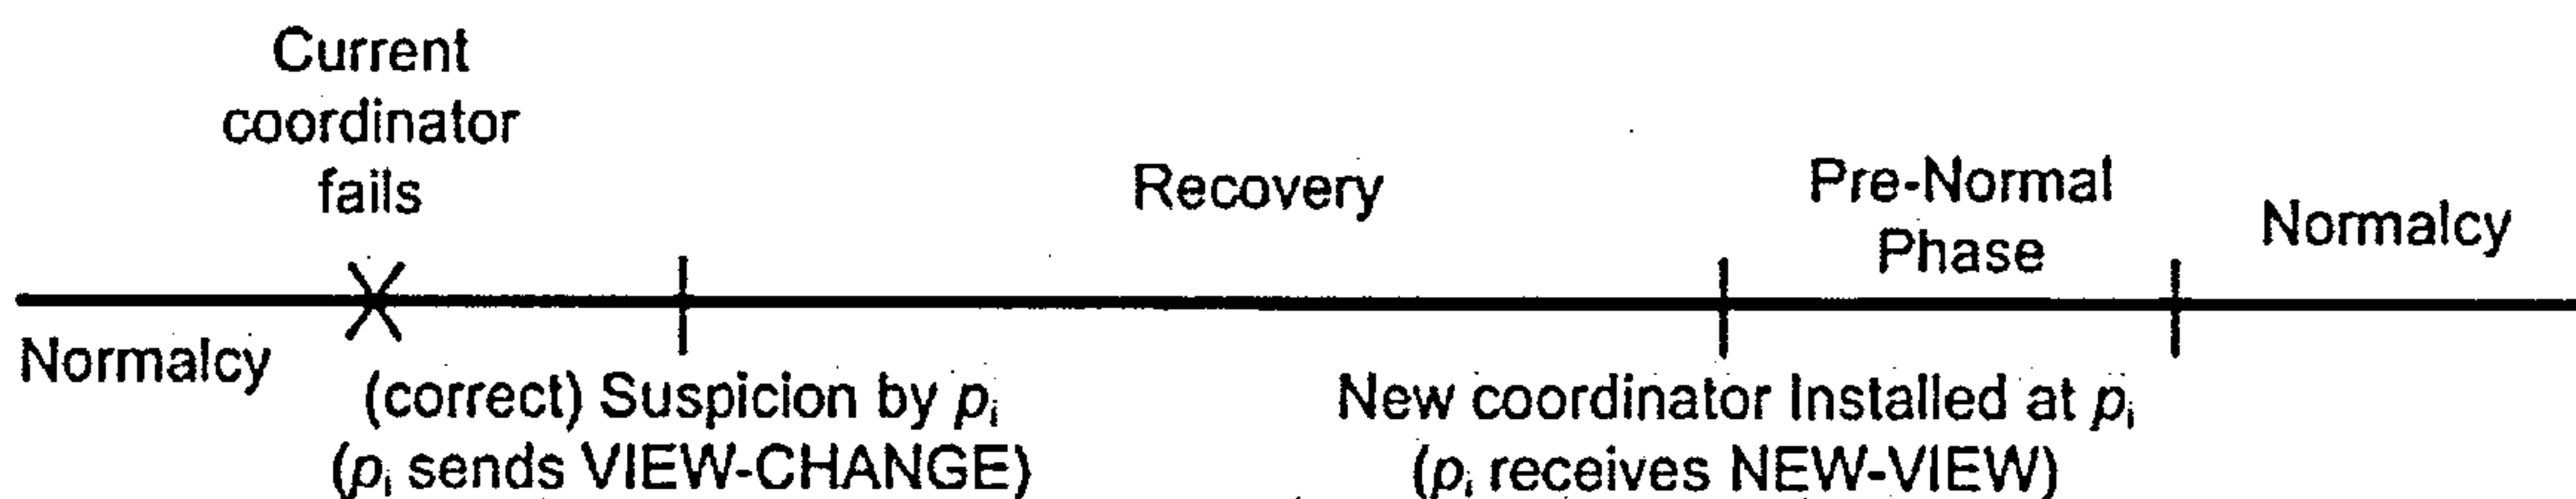 Current
coordinator
fails
Recovery
Pre-Normal
Phase
Normalcy
Normalcy
(correct) Suspicion by pᵢ
(pᵢ sends VIEW-CHANGE)
New coordinator Installed at pᵢ
(pᵢ receives NEW-VIEW)